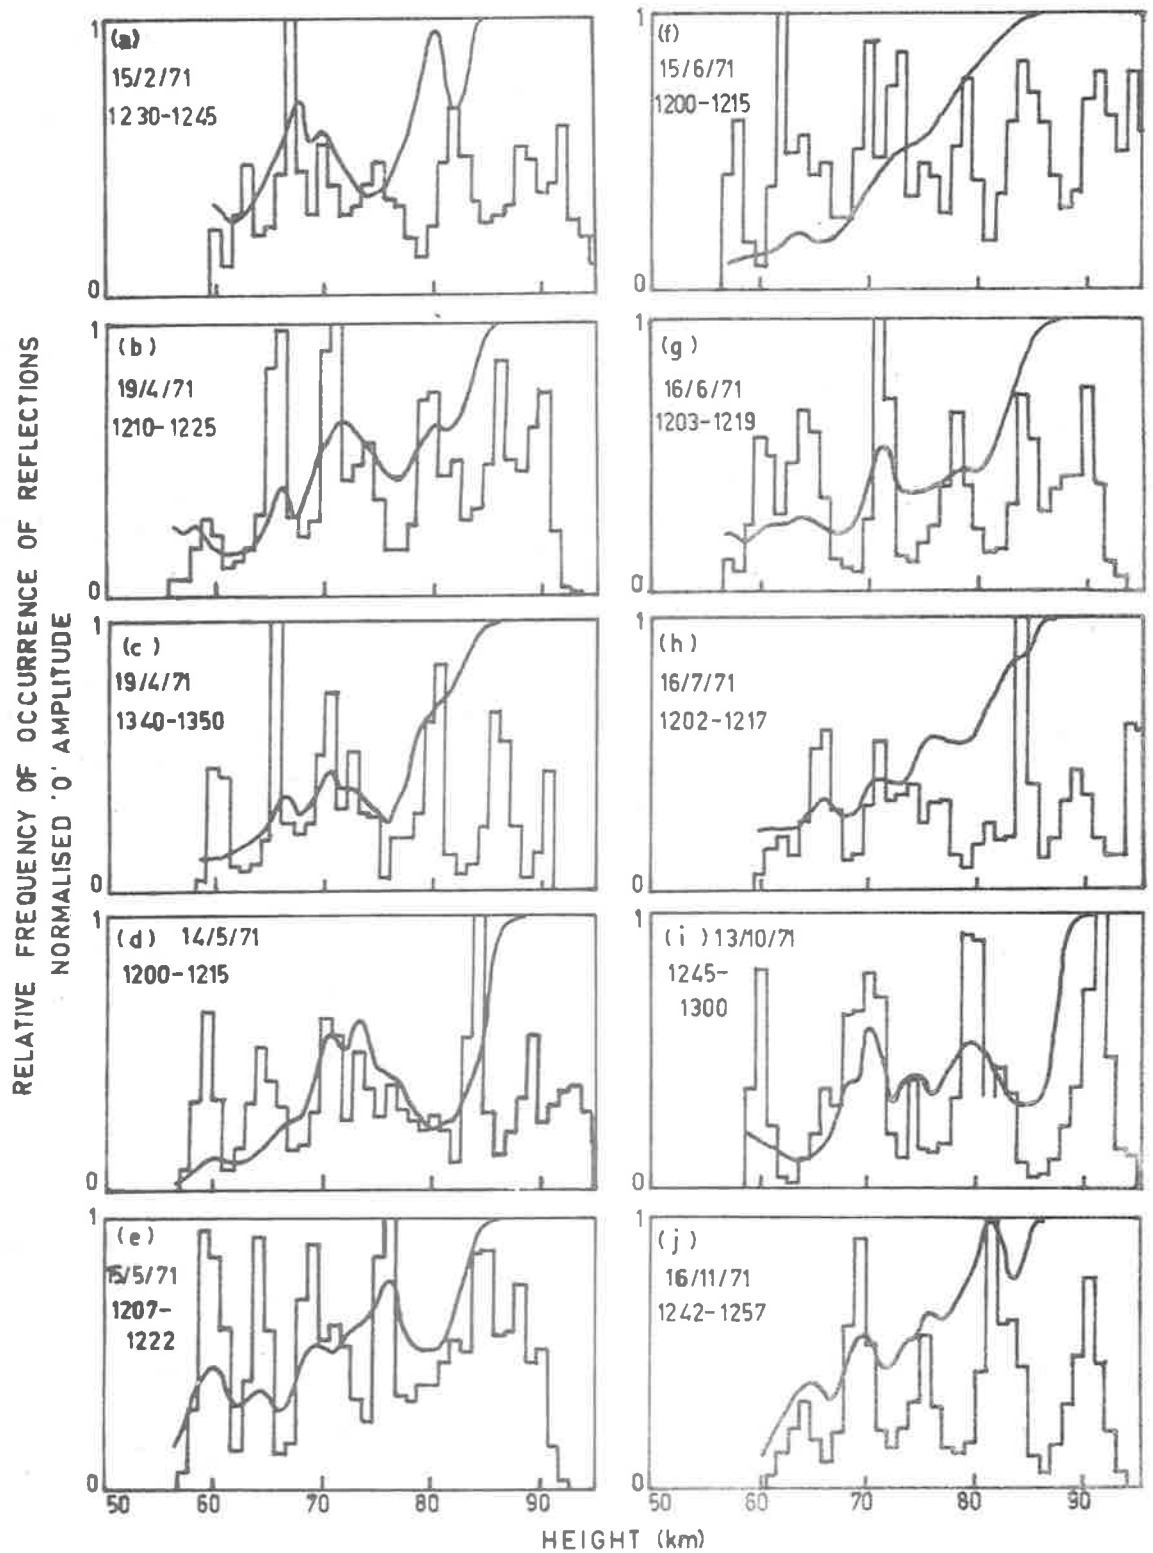 RELATIVE FREQUENCY OF OCCURRENCE OF REFLECTIONS
NORMALISED 'O' AMPLITUDE
1
(a)
15/2/71
1230-1245
0
1
(b)
19/4/71
1210-1225
0
1
(c)
19/4/71
1340-1350
0
1
(d) 14/5/71
1200-1215
0
1
(e)
15/5/71
1207-
1222
0
50 60 70 80 90
1
(f)
15/6/71
1200-1215
0
1
(g)
16/6/71
1203-1219
0
1
(h)
16/7/71
1202-1217
0
1
(i) 13/10/71
1245-
1300
0
1
(j)
16/11/71
1242-1257
0
50 60 70 80 90
HEIGHT (km)